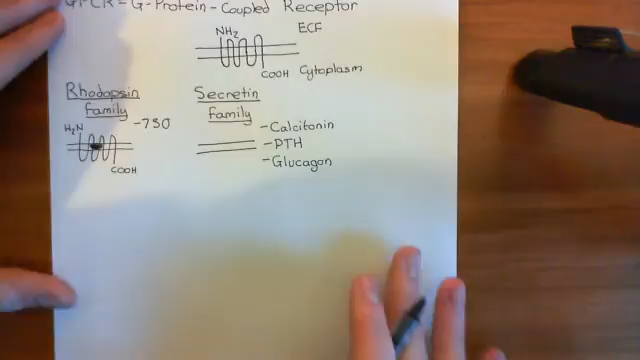 GPCR = G-Protein-Coupled Receptor
NH2
ECF
COOH Cytoplasm
Rhodopsin
Family
-750
H2N
COOH
Secretin
Family
-Calcitonin
-PTH
-Glucagon